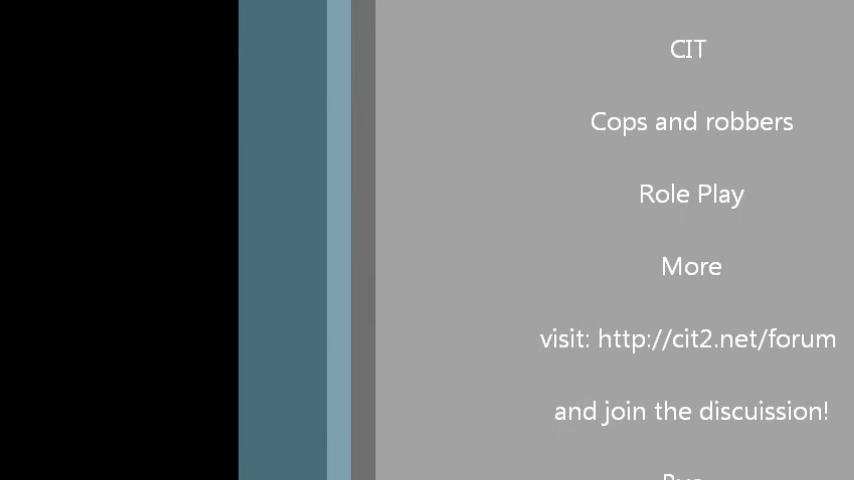 CIT
Cops and robbers
Role Play
More
visit: http://cit2.net/forum
and join the discuission!